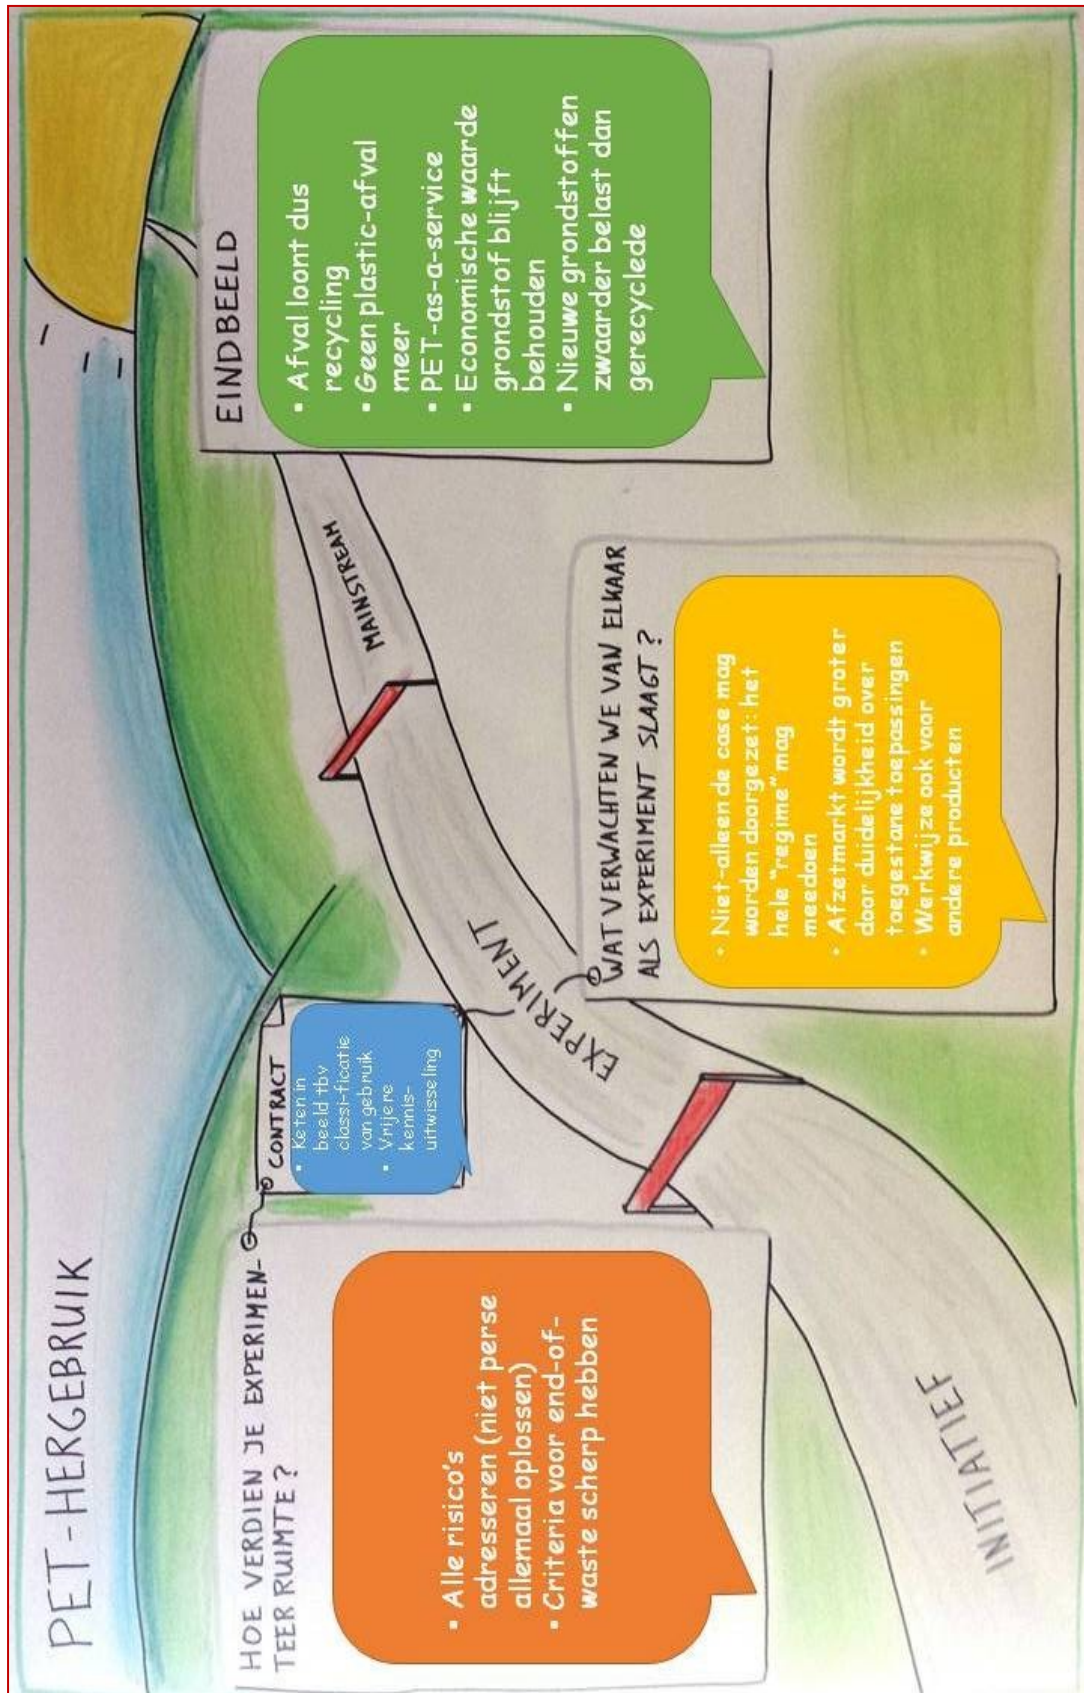 PET-HERGEBRUIK
HOE VERDIEN JE EXPERIMEN-
TEER RUIMTE?
• Alle risico's
adresseren (niet perse
allemaal oplossen)
• Criteria voor end-of-
waste scherp hebben
CONTRACT
• Keten in
beeld tbv
classi-ficatie
van gebruik
• Vrijere
kennis-
uitwisseling
INITIATIEF
EXPERIMENT
MAINSTREAM
WAT VERWACHTEN WE VAN ELKAAR
ALS EXPERIMENT SLAAGT?
• Niet-alleen de case mag
worden doorgezet: het
hele “regime” mag
meedoen
• Afzetmarkt wordt groter
door duidelijkheid over
toegestane toepassingen
• Werkwijze ook voor
andere producten
EINDBEELD
• Afval loont dus
recycling
• Geen plastic-afval
meer
• PET-as-a-service
• Economische waarde
grondstof blijft
behouden
• Nieuwe grondstoffen
zwaarder belast dan
gerecyclede